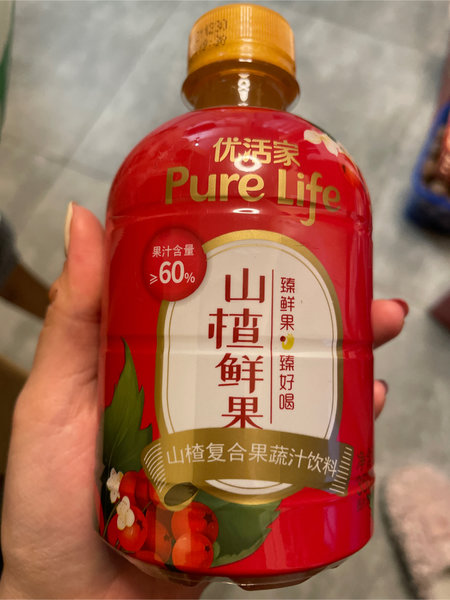 优活家
Pure Life
果汁含量
≥60%
山楂鲜果
臻鲜果
臻好喝
山楂复合果蔬汁饮料